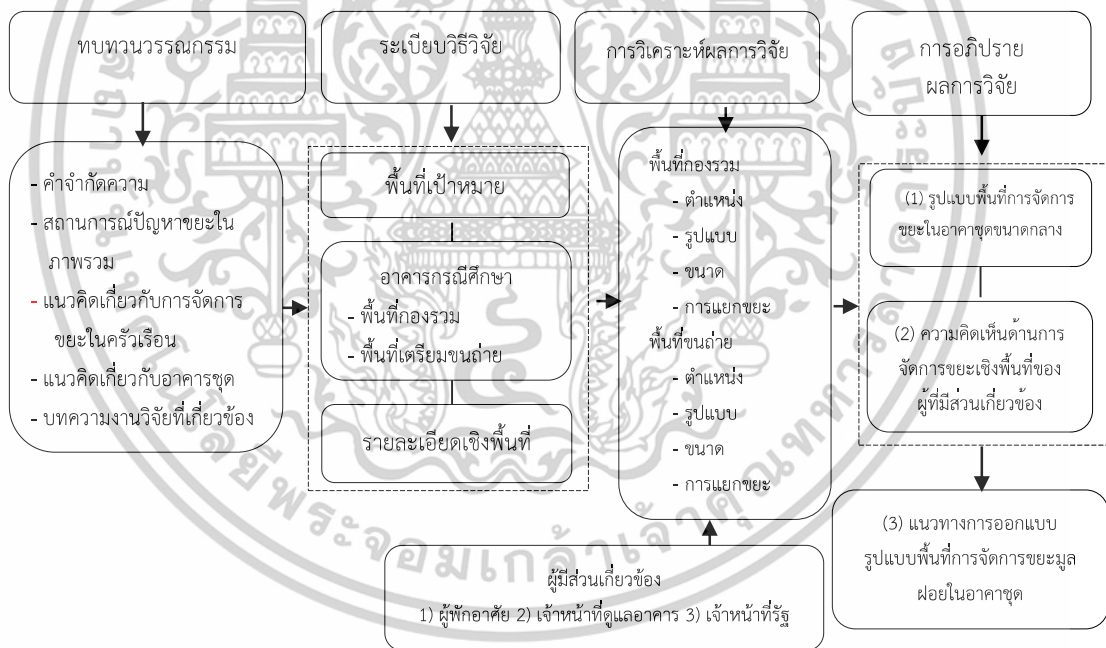 ทบทวนวรรณกรรม
- คำจำกัดความ
- สถานการณ์ปัญหาขยะใน
ภาพรวม
- แนวคิดเกี่ยวกับการจัดการ
ขยะในครัวเรือน
- แนวคิดเกี่ยวกับอาคารชุด
- บทความงานวิจัยที่เกี่ยวข้อง
ระเบียบวิธีวิจัย
พื้นที่เป้าหมาย
อาคารกรณีศึกษา
- พื้นที่กองรวม
- พื้นที่เตรียมขนถ่าย
รายละเอียดเชิงพื้นที่
การวิเคราะห์ผลการวิจัย
พื้นที่กองรวม
- ตำแหน่ง
- รูปแบบ
- ขนาด
- การแยกขยะ
พื้นที่ขนถ่าย
- ตำแหน่ง
- รูปแบบ
- ขนาด
- การแยกขยะ
ผู้มีส่วนเกี่ยวข้อง
1) ผู้พักอาศัย 2) เจ้าหน้าที่ดูแลอาคาร 3) เจ้าหน้าที่รัฐ
การอภิปราย
ผลการวิจัย
(1) รูปแบบพื้นที่การจัดการ
ขยะในอาคาชุดขนาดกลาง
(2) ความคิดเห็นด้านการ
จัดการขยะเชิงพื้นที่ของ
ผู้ที่มีส่วนเกี่ยวข้อง
(3) แนวทางการออกแบบ
รูปแบบพื้นที่การจัดการขยะมูล
ฝอยในอาคาชุด